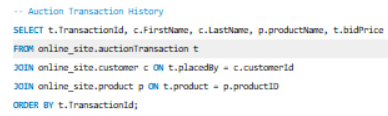 -- Auction Transaction History
SELECT t.TransactionId, c.FirstName, c.LastName, p.productName, t.bidPrice
FROM online_site.auctionTransaction t
JOIN online_site.customer c ON t.placedBy = c.customerId
JOIN online_site.product p ON t.product = p.productID
ORDER BY t.TransactionId;